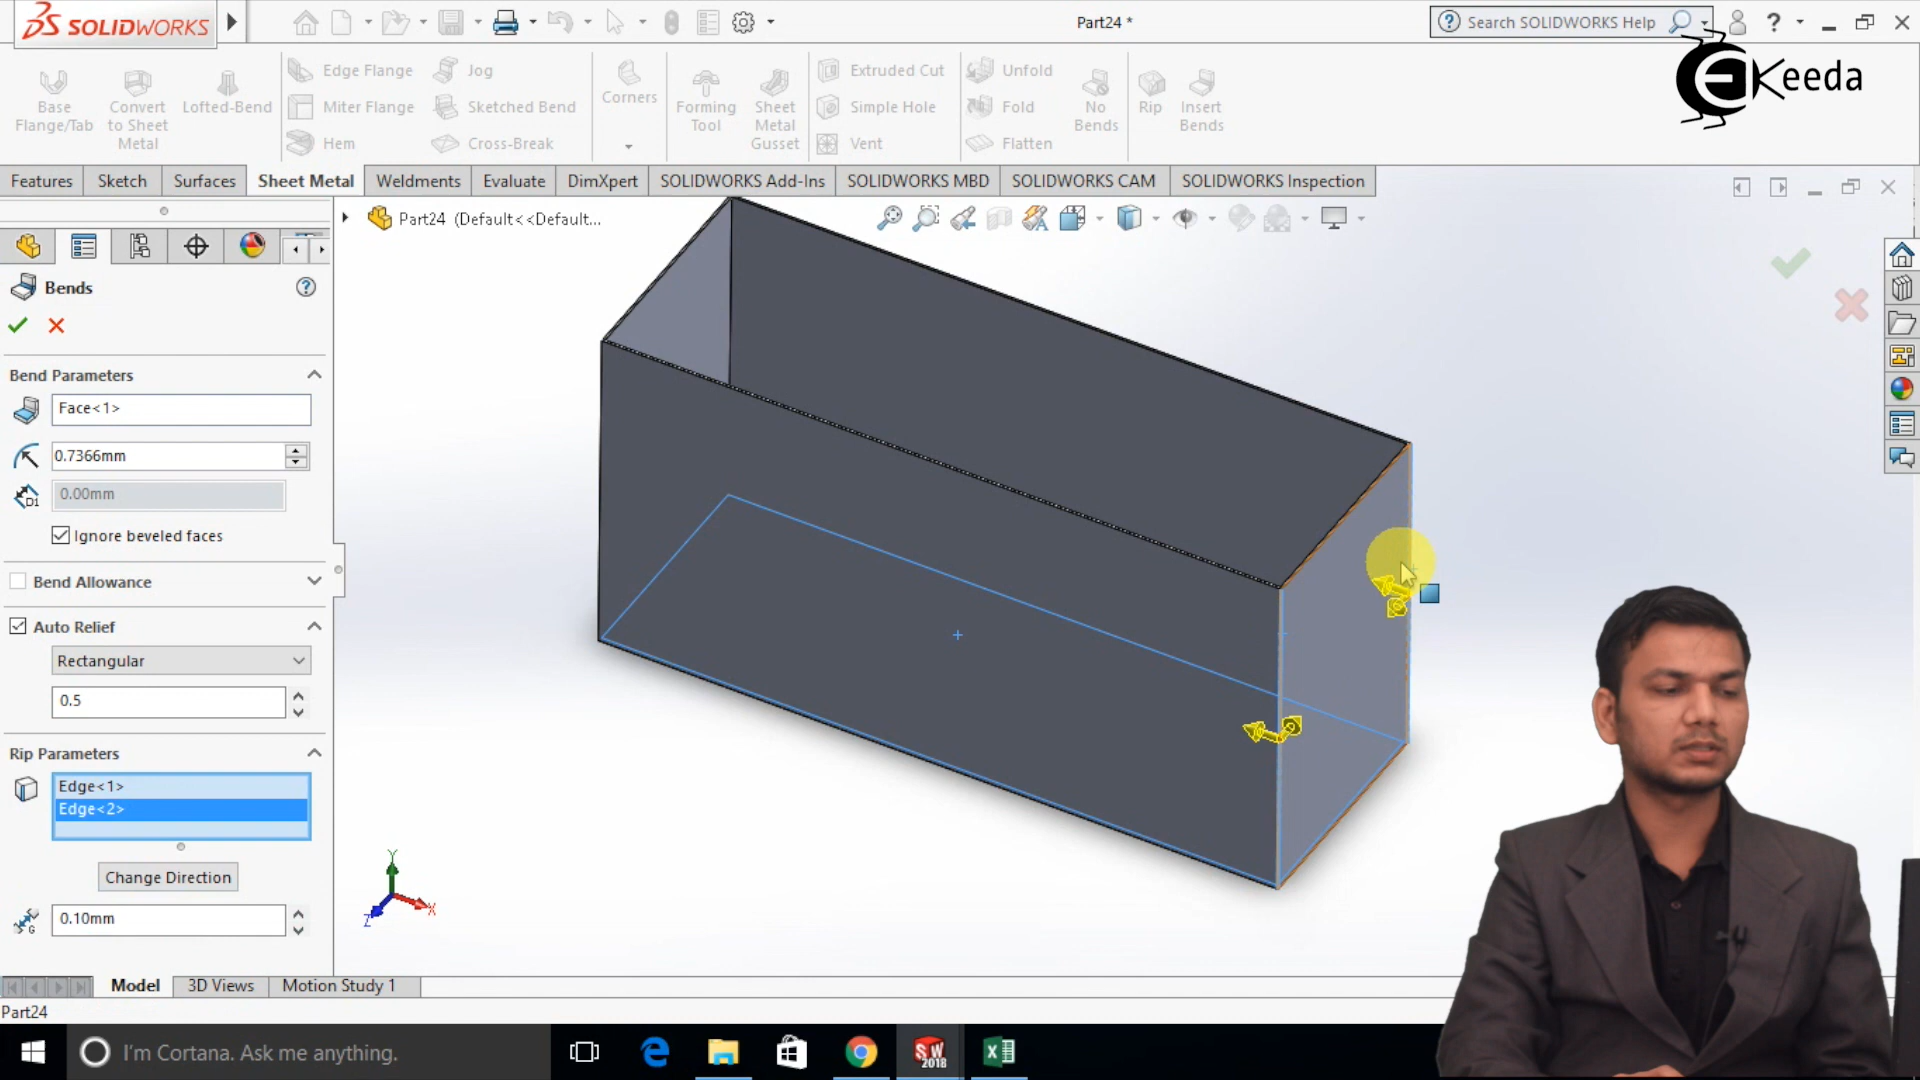 SOLIDWORKS
Part24 *
Search SOLIDWORKS Help
EKeeda
Base Flange/Tab
Convert to Sheet Metal
Lofted-Bend
Edge Flange
Miter Flange
Hem
Jog
Sketched Bend
Cross-Break
Corners
Forming Tool
Sheet Metal Gusset
Extruded Cut
Simple Hole
Vent
Unfold
Fold
Flatten
No Bends
Rip
Insert Bends
Features
Sketch
Surfaces
Sheet Metal
Weldments
Evaluate
DimXpert
SOLIDWORKS Add-Ins
SOLIDWORKS MBD
SOLIDWORKS CAM
SOLIDWORKS Inspection
Part24 (Default<<Default...
Bends
Bend Parameters
Face<1>
0.7366mm
0.00mm
Ignore beveled faces
Bend Allowance
Auto Relief
Rectangular
0.5
Rip Parameters
Edge<1>
Edge<2>
Change Direction
0.10mm
Y
X
Z
Model
3D Views
Motion Study 1
Part24
I'm Cortana. Ask me anything.
SW
2018